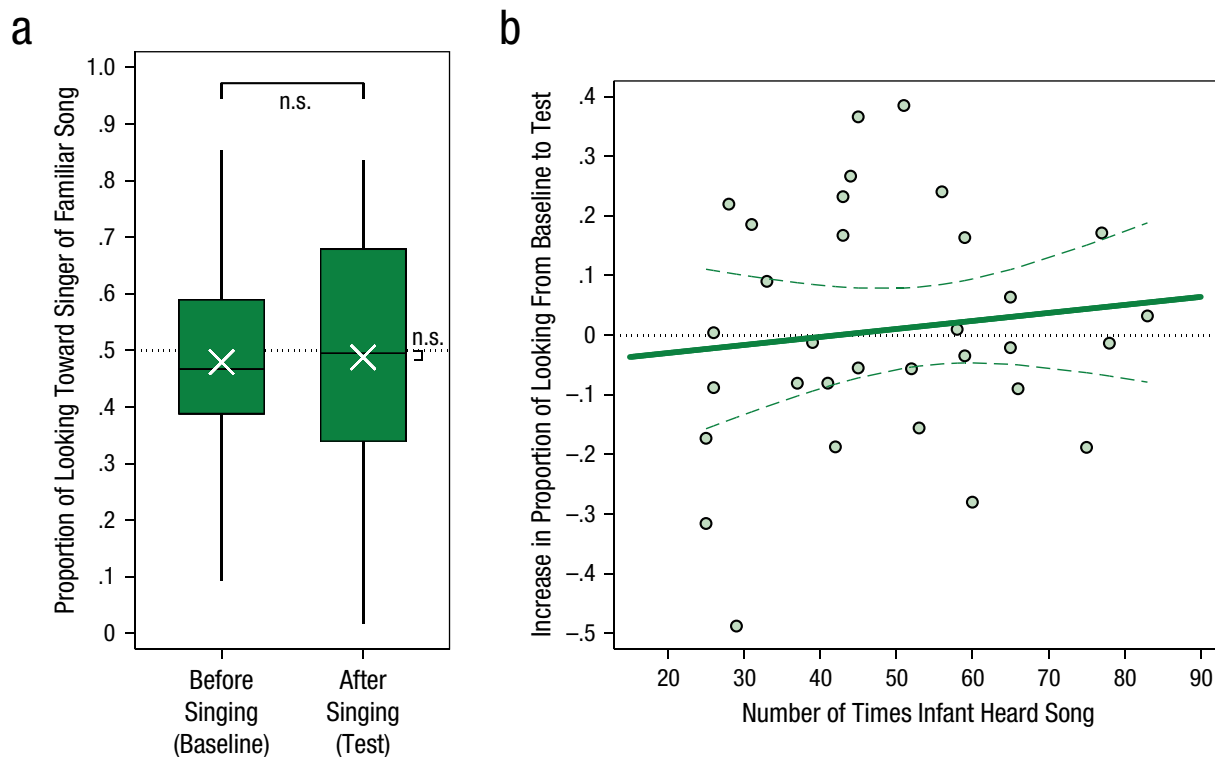 a
Proportion of Looking Toward Singer of Familiar Song
1.0
.9
.8
.7
.6
.5
.4
.3
.2
.1
0
n.s.
n.s.
Before
Singing
(Baseline)
After
Singing
(Test)
b
Increase in Proportion of Looking From Baseline to Test
.4
.3
.2
.1
0
−.1
−.2
−.3
−.4
−.5
20 30 40 50 60 70 80 90
Number of Times Infant Heard Song